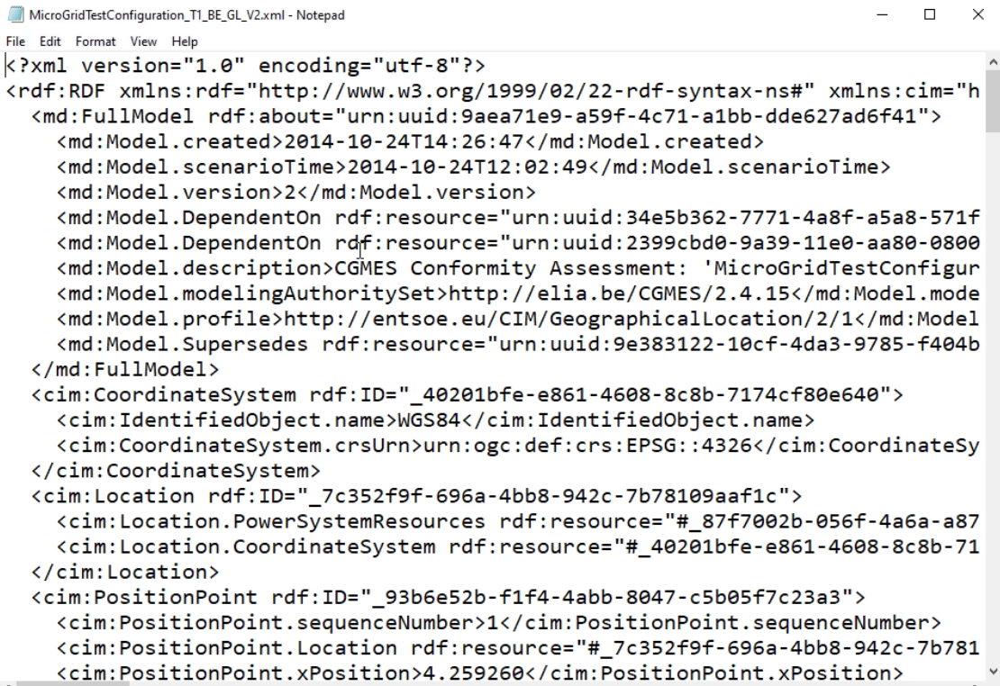 MicroGridTestConfiguration_T1_BE_GL_V2.xml - Notepad
File Edit Format View Help
<?xml version="1.0" encoding="utf-8"?>
<rdf:RDF xmlns:rdf="http://www.w3.org/1999/02/22-rdf-syntax-ns#" xmlns:cim="h
<md:FullModel rdf:about="urn:uuid:9aea71e9-a59f-4c71-a1bb-dde627ad6f41">
<md:Model.created>2014-10-24T14:26:47</md:Model.created>
<md:Model.scenarioTime>2014-10-24T12:02:49</md:Model.scenarioTime>
<md:Model.version>2</md:Model.version>
<md:Model.DependentOn rdf:resource="urn:uuid:34e5b362-7771-4a8f-a5a8-571f
<md:Model.DependentOn rdf:resource="urn:uuid:2399cbd0-9a39-11e0-aa80-0800
<md:Model.description>CGMES Conformity Assessment: 'MicroGridTestConfigur
<md:Model.modelingAuthoritySet>http://elia.be/CGMES/2.4.15</md:Model.mode
<md:Model.profile>http://entsoe.eu/CIM/GeographicalLocation/2/1</md:Model
<md:Model.Supersedes rdf:resource="urn:uuid:9e383122-10cf-4da3-9785-f404b
</md:FullModel>
<cim:CoordinateSystem rdf:ID="_40201bfe-e861-4608-8c8b-7174cf80e640">
<cim:IdentifiedObject.name>WGS84</cim:IdentifiedObject.name>
<cim:CoordinateSystem.crsUrn>urn:ogc:def:crs:EPSG::4326</cim:CoordinateSy
</cim:CoordinateSystem>
<cim:Location rdf:ID="_7c352f9f-696a-4bb8-942c-7b78109aaf1c">
<cim:Location.PowerSystemResources rdf:resource="#_87f7002b-056f-4a6a-a87
<cim:Location.CoordinateSystem rdf:resource="#_40201bfe-e861-4608-8c8b-71
</cim:Location>
<cim:PositionPoint rdf:ID="_93b6e52b-f1f4-4abb-8047-c5b05f7c23a3">
<cim:PositionPoint.sequenceNumber>1</cim:PositionPoint.sequenceNumber>
<cim:PositionPoint.Location rdf:resource="#_7c352f9f-696a-4bb8-942c-7b781
<cim:PositionPoint.xPosition>4.259260</cim:PositionPoint.xPosition>